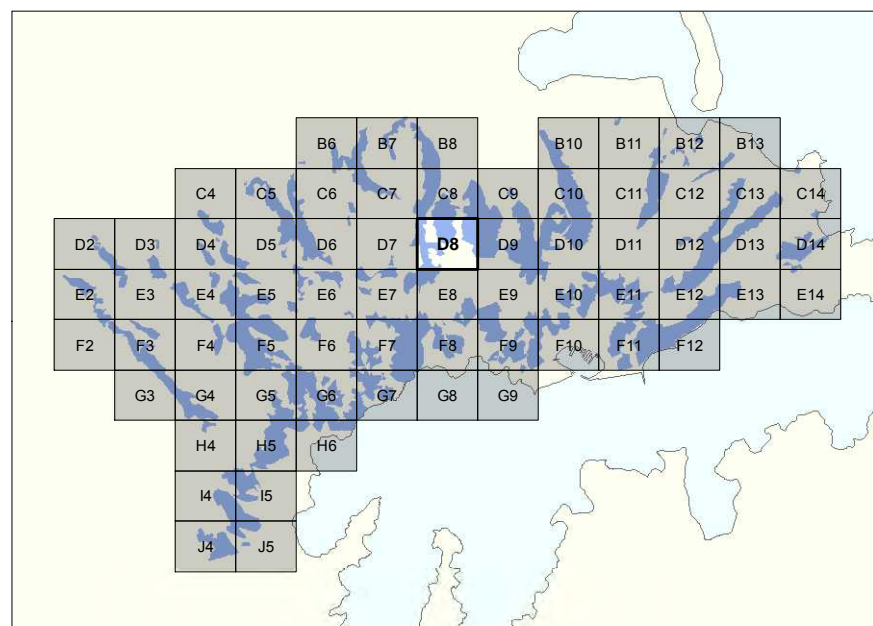 B6 B7 B8 B10 B11 B12 B13
C4 C5 C6 C7 C8 C9 C10 C11 C12 C13 C14
D2 D3 D4 D5 D6 D7 D8 D9 D10 D11 D12 D13 D14
E2 E3 E4 E5 E6 E7 E8 E9 E10 E11 E12 E13 E14
F2 F3 F4 F5 F6 F7 F8 F9 F10 F11 F12
G3 G4 G5 G6 G7 G8 G9
H4 H5 H6
I4 I5
J4 J5